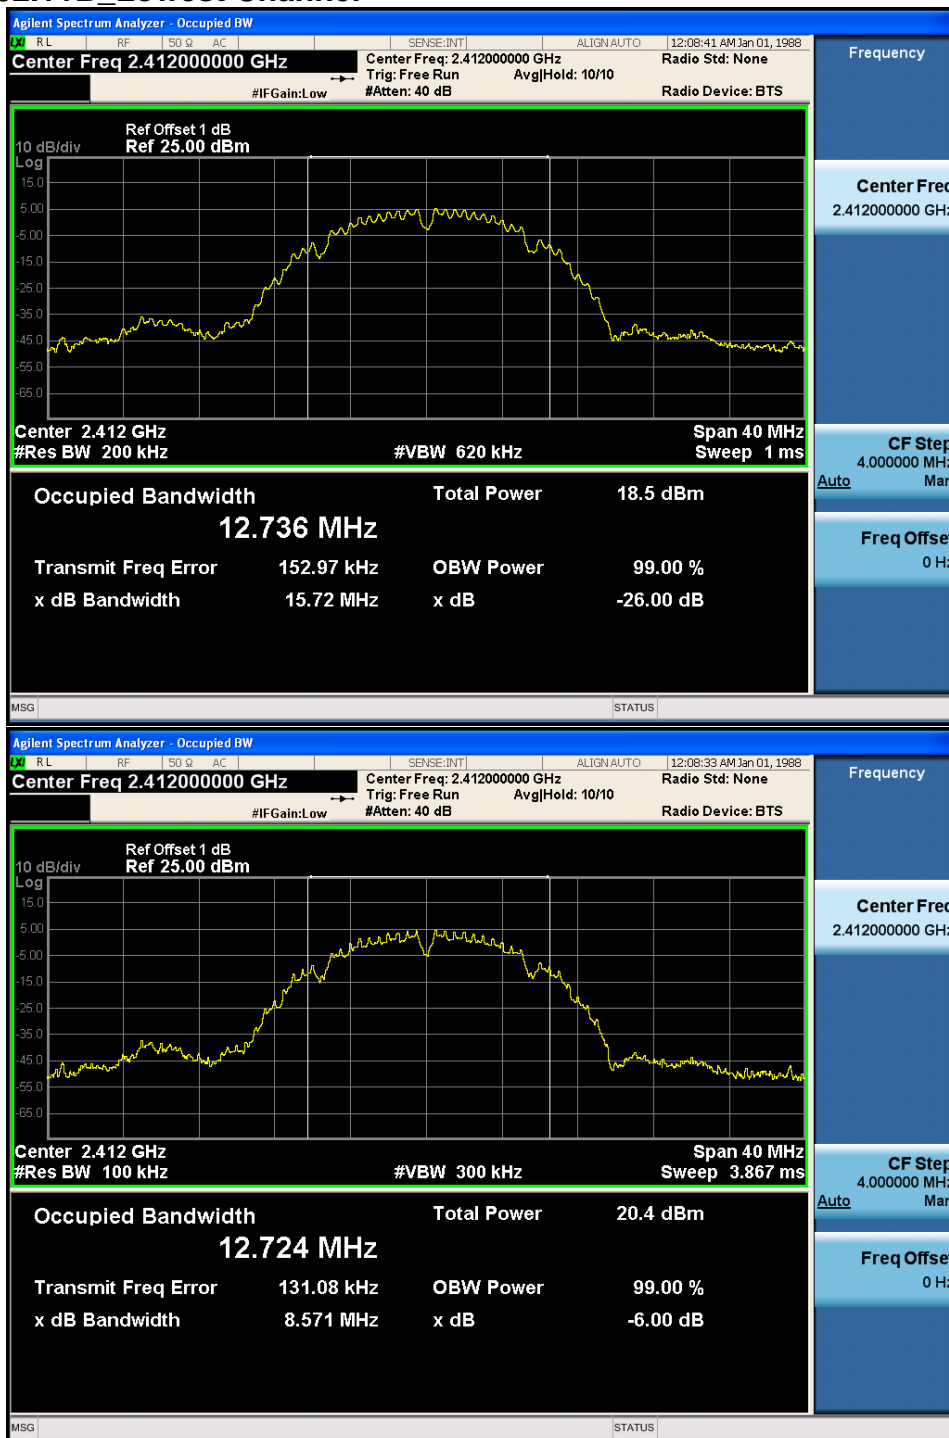 Agilent Spectrum Analyzer - Occupied BW
LXI RL RF 50 Ω AC SENSE:INT ALIGN AUTO 12:08:41 AM Jan 01, 1988
Center Freq 2.412000000 GHz Center Freq: 2.412000000 GHz Radio Std: None Frequency
Trig: Free Run Avg|Hold: 10/10
#IFGain:Low #Atten: 40 dB Radio Device: BTS
Ref Offset 1 dB
10 dB/div Ref 25.00 dBm
Log
15.0
5.00
-5.00
-15.0
-25.0
-35.0
-45.0
-55.0
-65.0
Center Freq
2.412000000 GHz
Center 2.412 GHz Span 40 MHz
#Res BW 200 kHz #VBW 620 kHz Sweep 1 ms
CF Step
4.000000 MHz
Auto Man
Occupied Bandwidth Total Power 18.5 dBm
12.736 MHz
Transmit Freq Error 152.97 kHz OBW Power 99.00 %
x dB Bandwidth 15.72 MHz x dB -26.00 dB
Freq Offset
0 Hz
MSG STATUS
Agilent Spectrum Analyzer - Occupied BW
LXI RL RF 50 Ω AC SENSE:INT ALIGN AUTO 12:08:33 AM Jan 01, 1988
Center Freq 2.412000000 GHz Center Freq: 2.412000000 GHz Radio Std: None Frequency
Trig: Free Run Avg|Hold: 10/10
#IFGain:Low #Atten: 40 dB Radio Device: BTS
Ref Offset 1 dB
10 dB/div Ref 25.00 dBm
Log
15.0
5.00
-5.00
-15.0
-25.0
-35.0
-45.0
-55.0
-65.0
Center Freq
2.412000000 GHz
Center 2.412 GHz Span 40 MHz
#Res BW 100 kHz #VBW 300 kHz Sweep 3.867 ms
CF Step
4.000000 MHz
Auto Man
Occupied Bandwidth Total Power 20.4 dBm
12.724 MHz
Transmit Freq Error 131.08 kHz OBW Power 99.00 %
x dB Bandwidth 8.571 MHz x dB -6.00 dB
Freq Offset
0 Hz
MSG STATUS